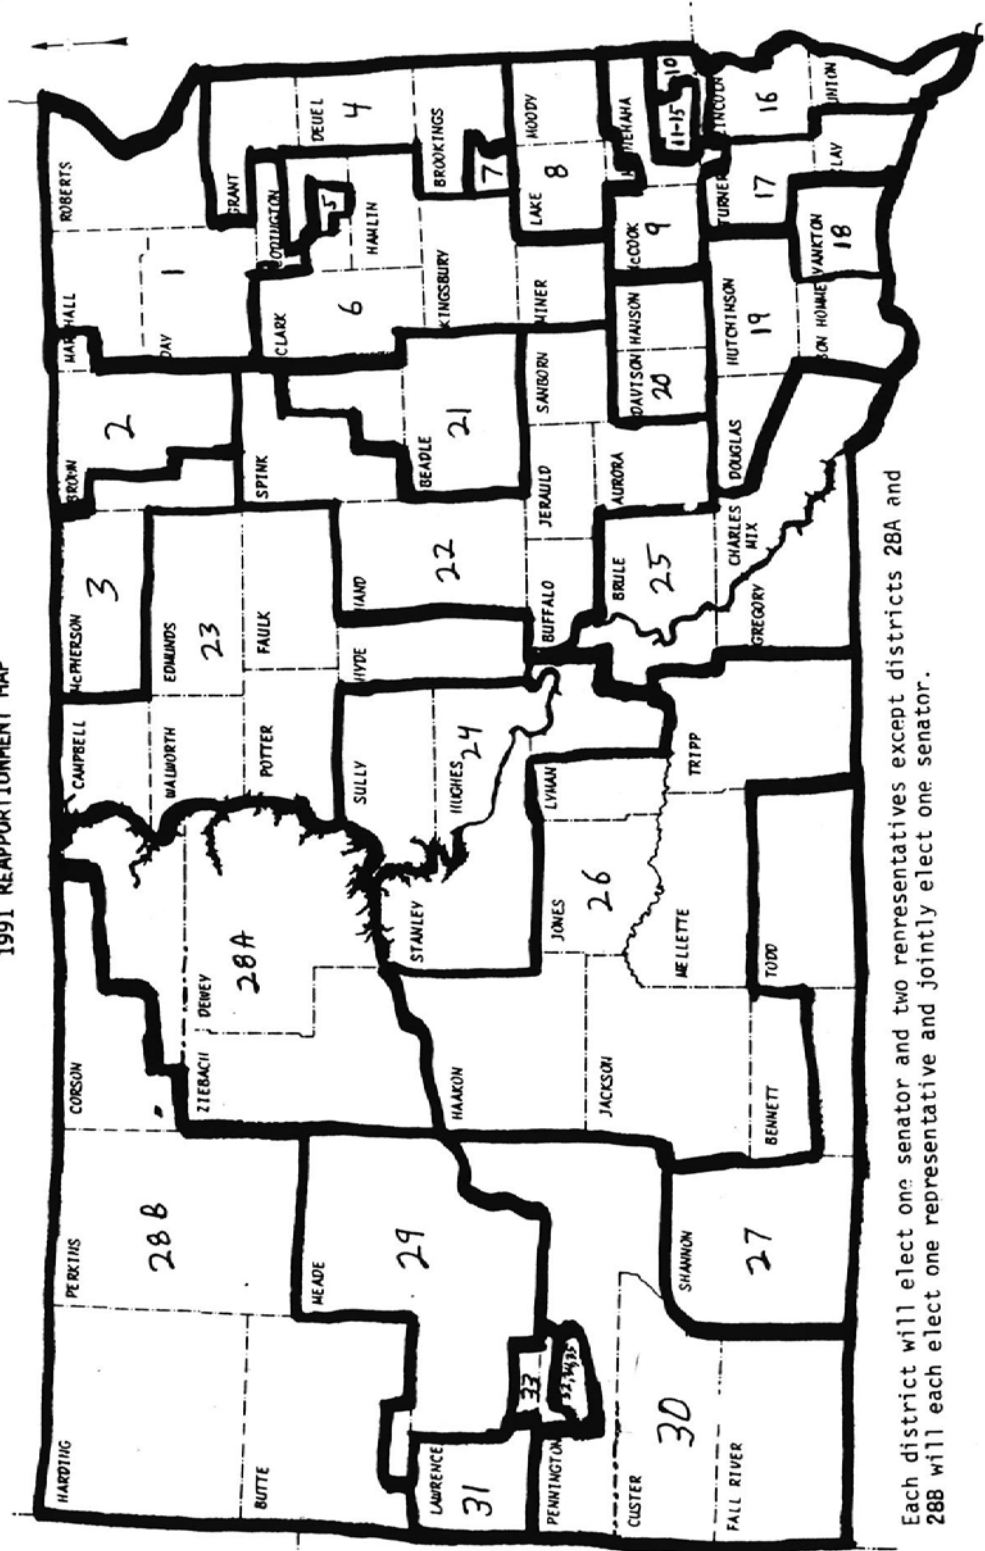 1991 REAPPORTIONMENT MAP
HARDING
PERKINS
CORSON
CAMPBELL
McPHERSON
3
BROWN
2
MARSHALL
ROBERTS
1
DAY
BUTTE
28B
ZIEBACH
DEWEY
28A
WALWORTH
EDMUNDS
23
POTTER
FAULK
SPINK
CLARK
6
CODINGTON
5
GRANT
DEUEL
4
HAMLIN
LAWRENCE
31
MEADE
29
HAAKON
STANLEY
SULLY
HUGHES
24
HYDE
HAND
22
BEADLE
21
KINGSBURY
BROOKINGS
7
PENNINGTON
33
32,34,35
JACKSON
JONES
26
LYMAN
BUFFALO
JERAULD
SANBORN
MINER
LAKE
8
MOODY
CUSTER
30
FALL RIVER
SHANNON
27
BENNETT
MELLETTE
TODD
TRIPP
BRULE
25
AURORA
DAVISON
20
HANSON
McCOOK
9
MINNEHAHA
10
11-15
GREGORY
CHARLES
MIX
DOUGLAS
HUTCHINSON
19
TURNER
17
LINCOLN
16
BON HOMME
YANKTON
18
CLAY
UNION
Each district will elect one senator and two representatives except districts 28A and
28B will each elect one representative and jointly elect one senator.